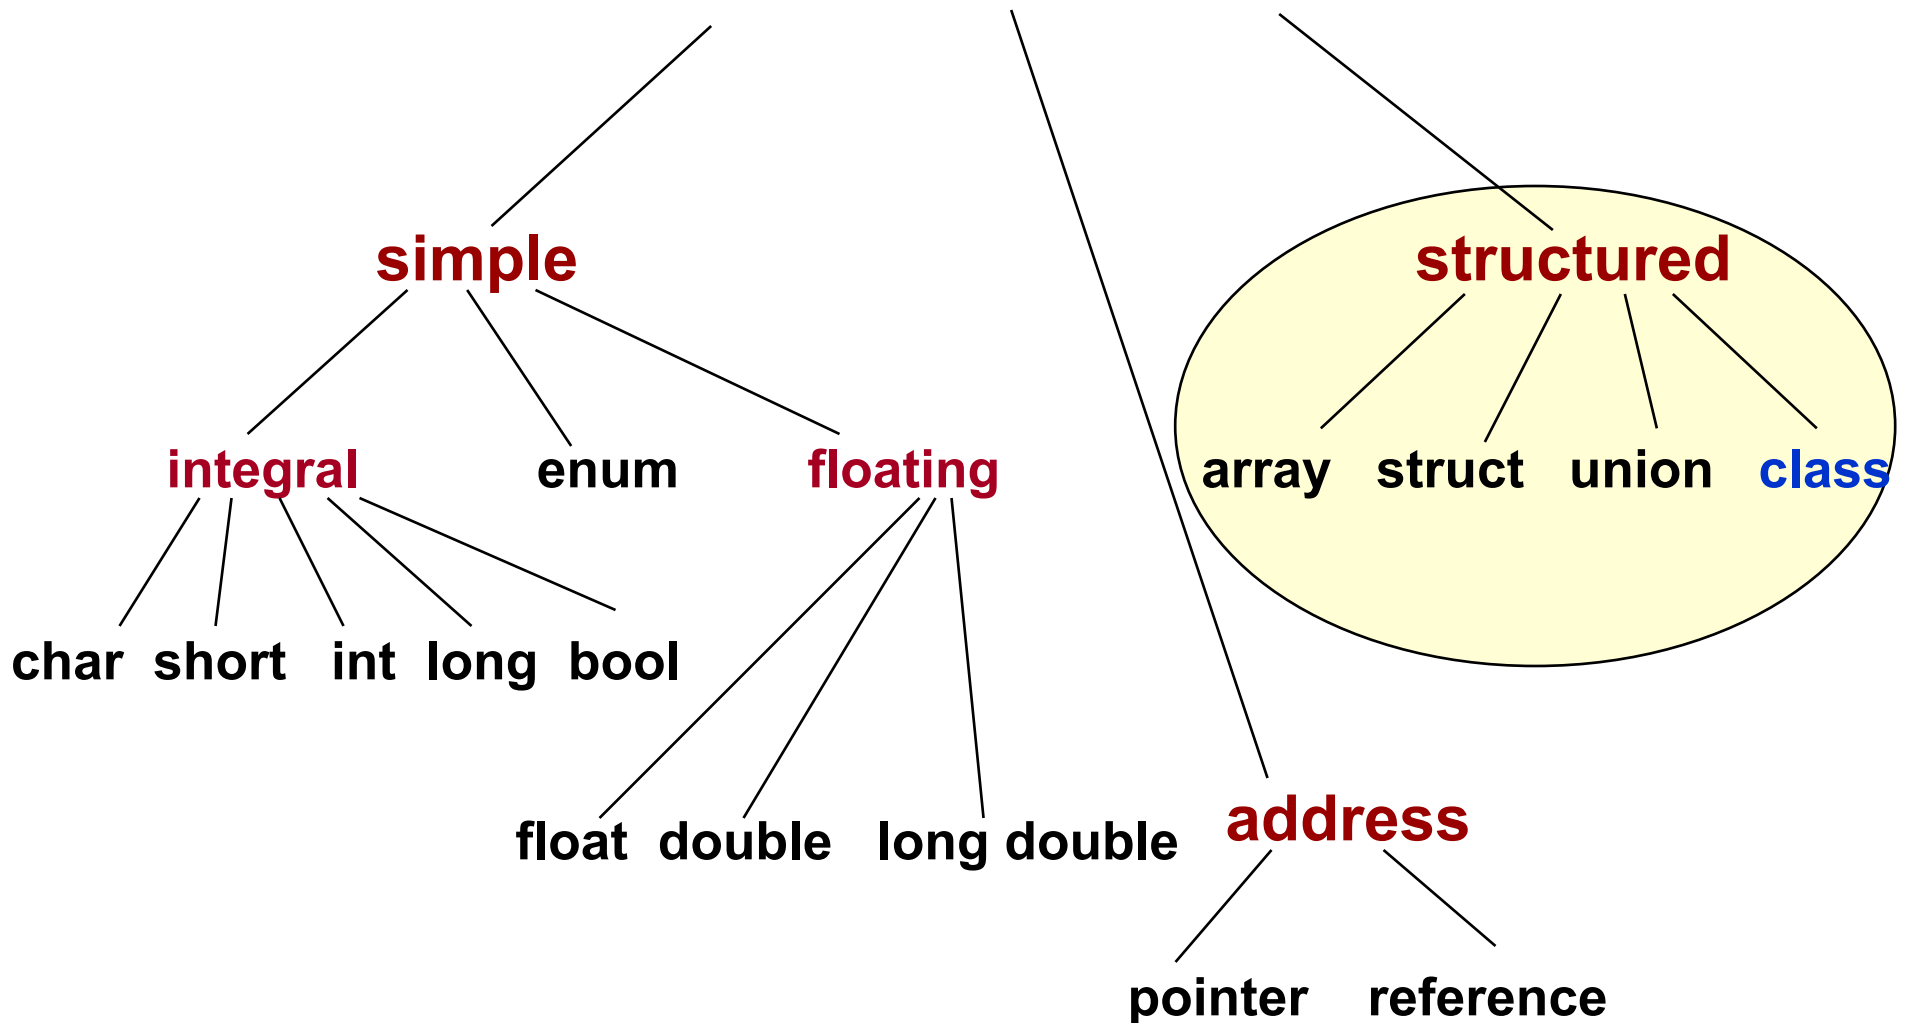 simple structured
integral enum floating array struct union class
char short int long bool
float double long double address
pointer reference